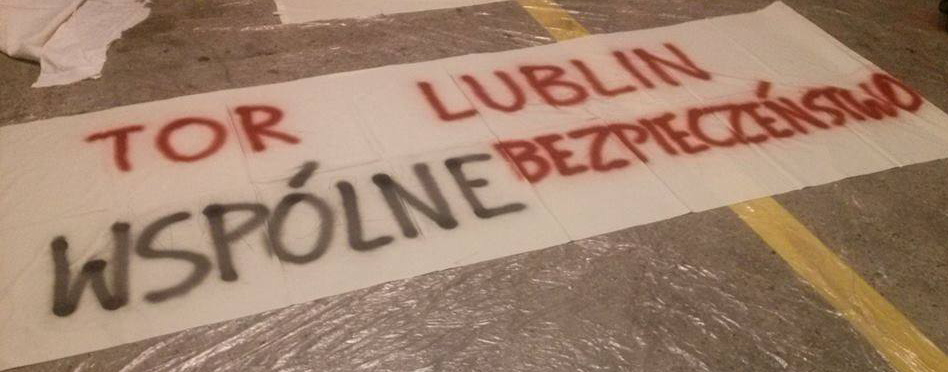 TOR LUBLIN
WSPÓLNE BEZPIECZEŃSTWO